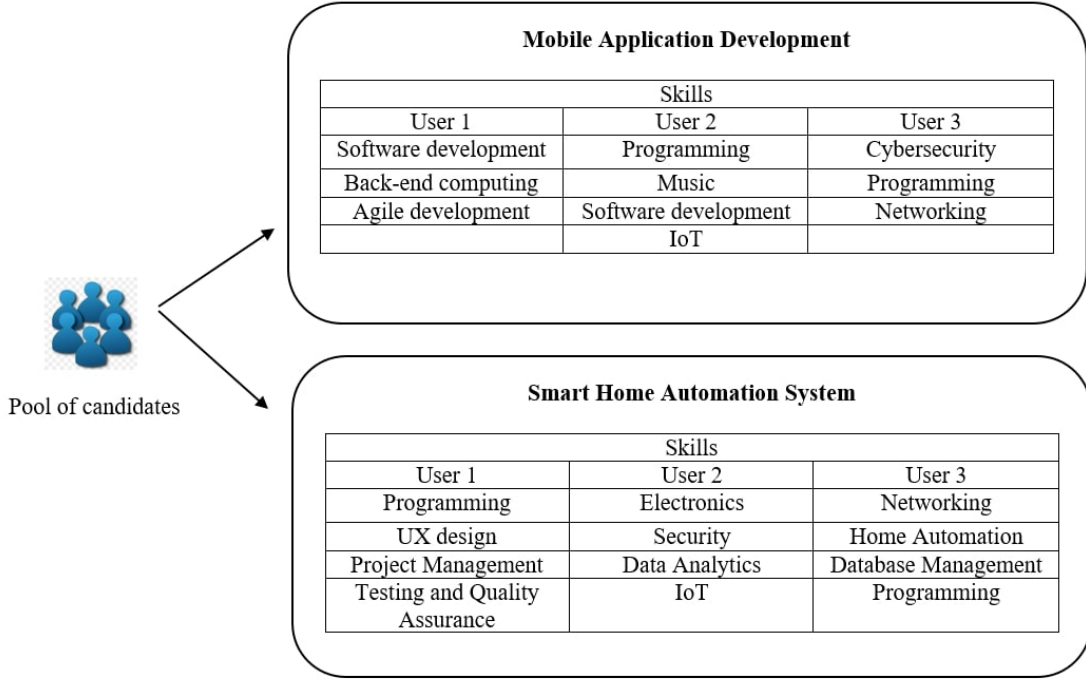 Mobile Application Development
Skills
User 1 User 2 User 3
Software development Programming Cybersecurity
Back-end computing Music Programming
Agile development Software development Networking
IoT
Pool of candidates
Smart Home Automation System
Skills
User 1 User 2 User 3
Programming Electronics Networking
UX design Security Home Automation
Project Management Data Analytics Database Management
Testing and Quality IoT Programming
Assurance